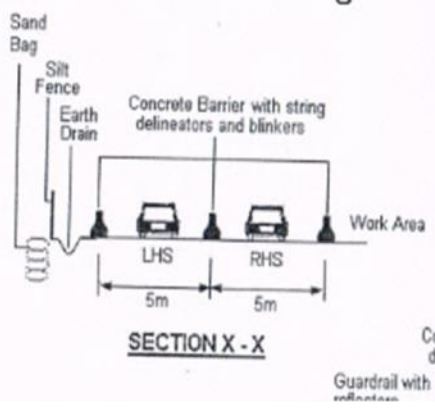 Sand
Bag
Silt
Fence
Earth
Drain
Concrete Barrier with string
delineators and blinkers
Work Area
LHS
RHS
5m
5m
SECTION X - X
Guardrail with
reflectors